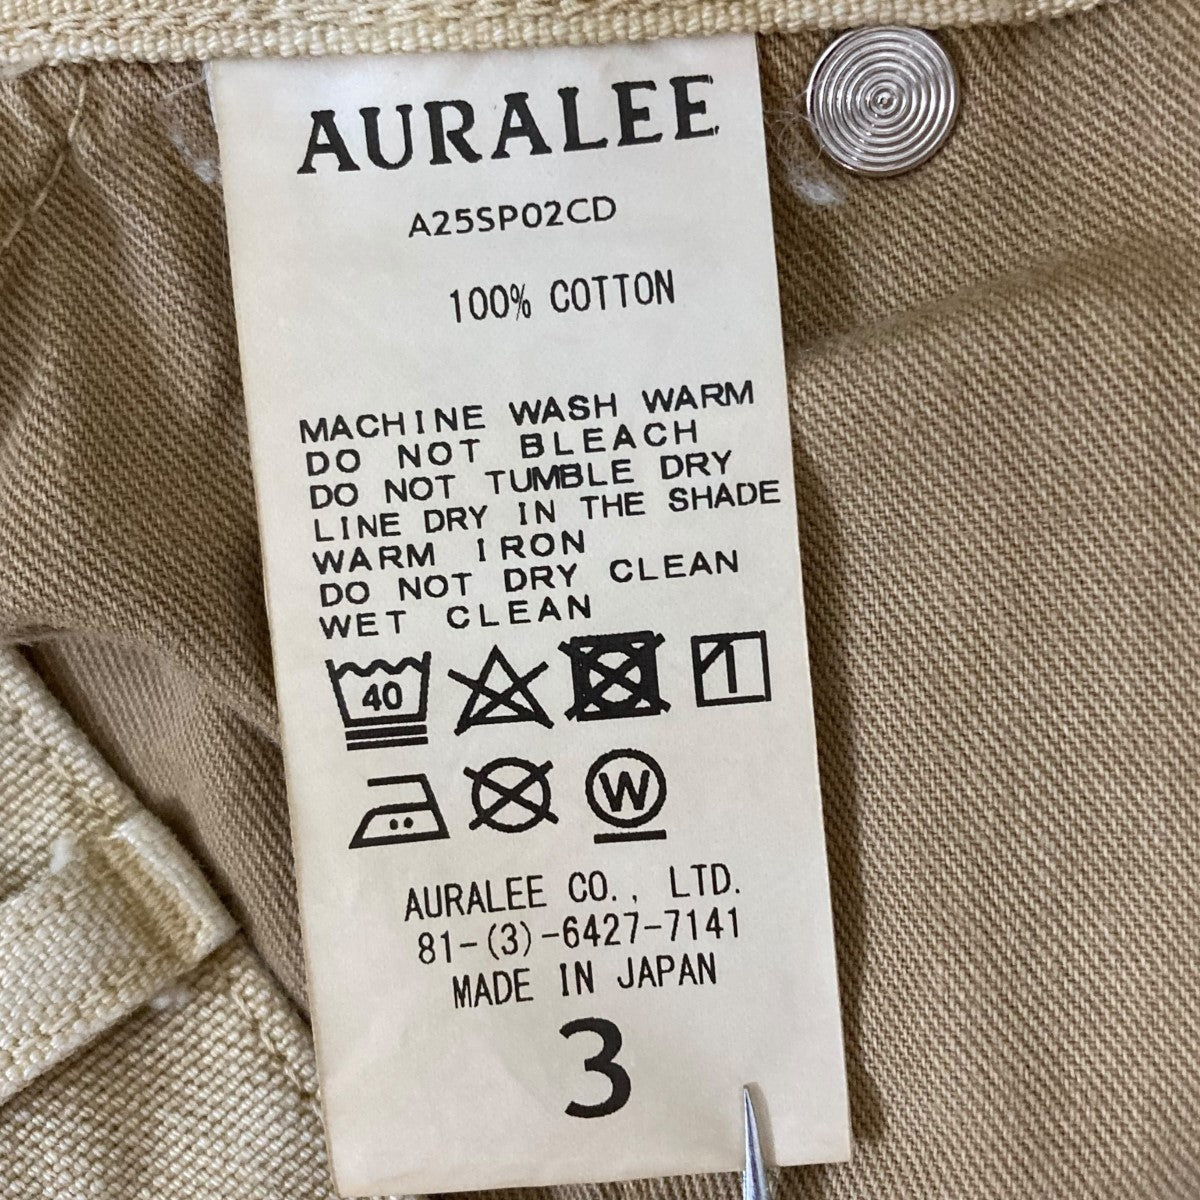 AURALEE
A25SP02CD
100% COTTON
MACHINE WASH WARM
DO NOT BLEACH
DO NOT TUMBLE DRY
LINE DRY IN THE SHADE
WARM IRON
DO NOT DRY CLEAN
WET CLEAN
40
W
AURALEE CO., LTD.
81-(3)-6427-7141
MADE IN JAPAN
3